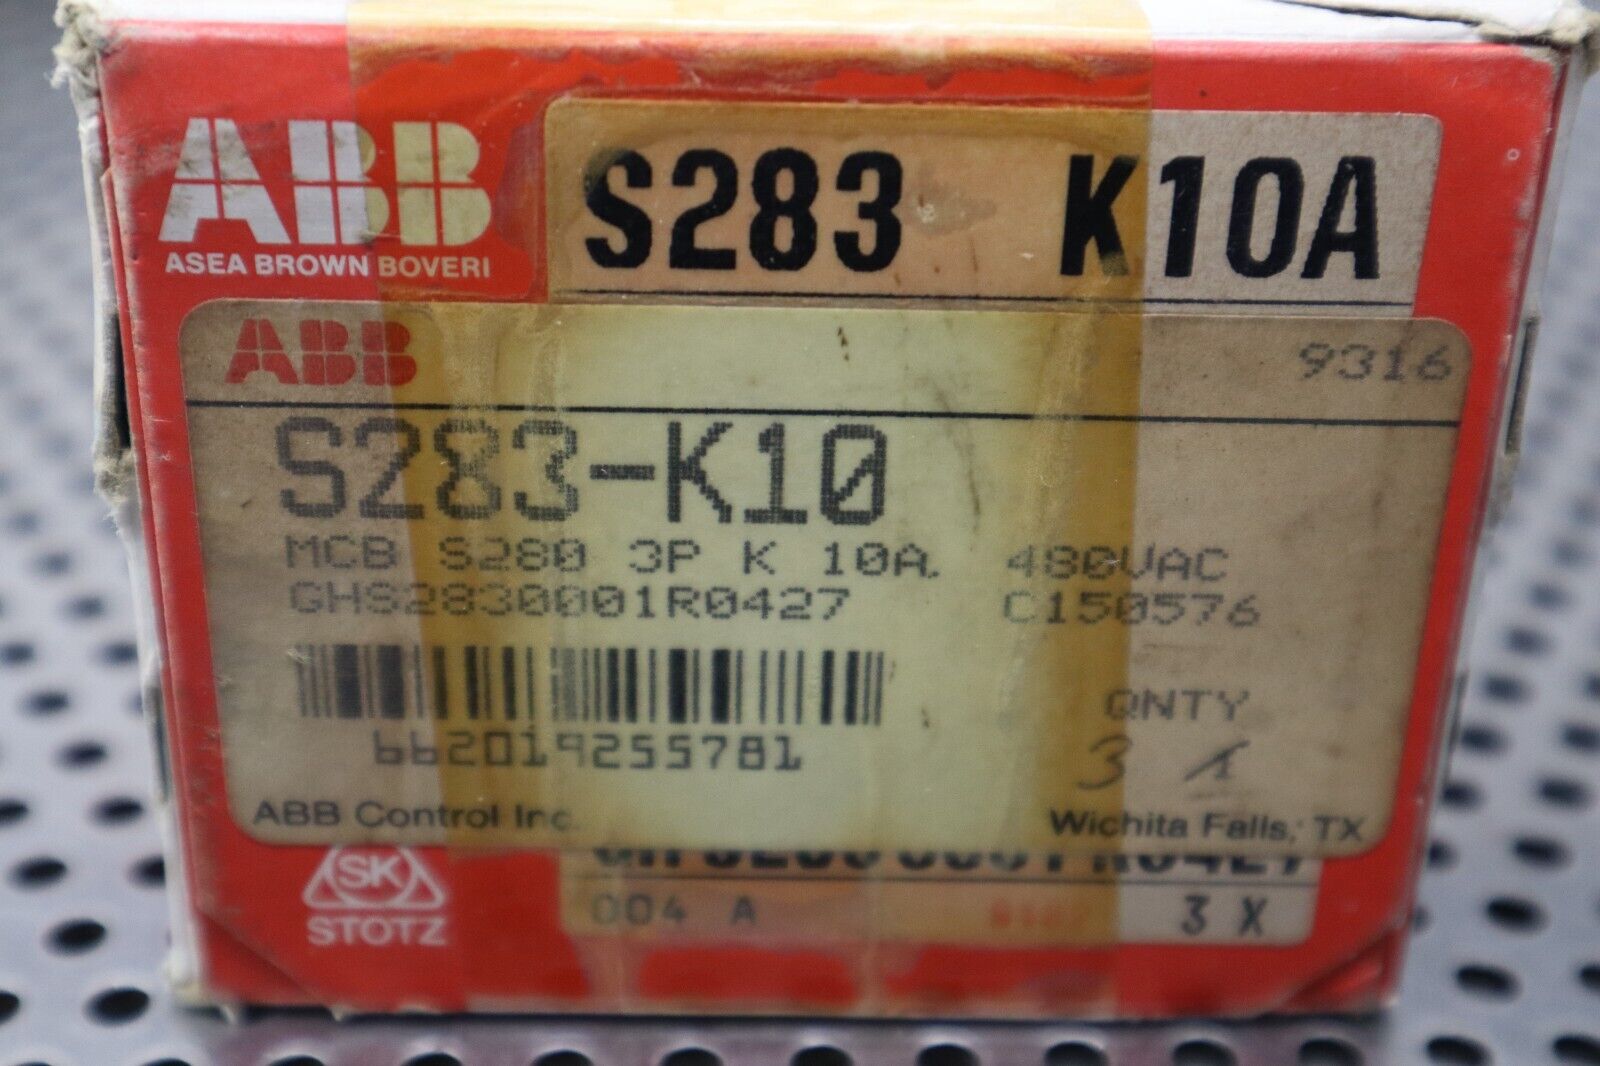 ABB
ASEA BROWN BOVERI
S283 K10A
ABB
9316
S283-K10
MCB S280 3P K 10A 480VAC
GHS2830001R0427 C150576
662019255781
QNTY
3 1
ABB Control Inc. Wichita Falls, TX
SK
STOTZ
004 A
3 X